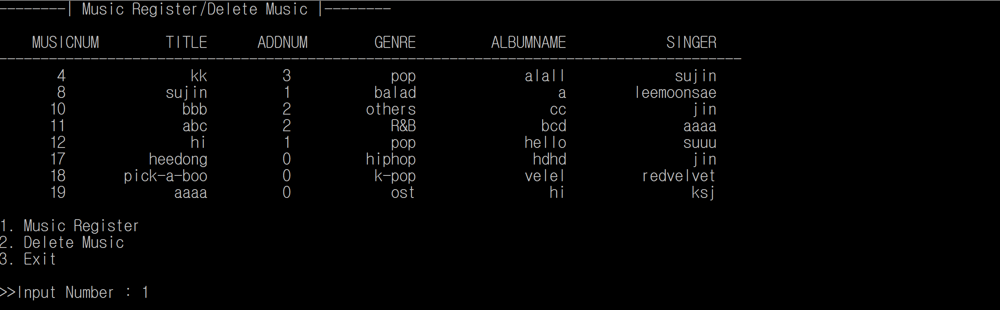 --------| Music Register/Delete Music |--------
MUSICNUM TITLE ADDNUM GENRE ALBUMNAME SINGER
-----------------------------------------------------------------------------------------
4 kk 3 pop alall sujin
8 sujin 1 balad a leemoonsae
10 bbb 2 others cc jin
11 abc 2 R&B bcd aaaa
12 hi 1 pop hello suuu
17 heedong 0 hiphop hdhd jin
18 pick-a-boo 0 k-pop velel redvelvet
19 aaaa 0 ost hi ksj
1. Music Register
2. Delete Music
3. Exit
>>Input Number : 1